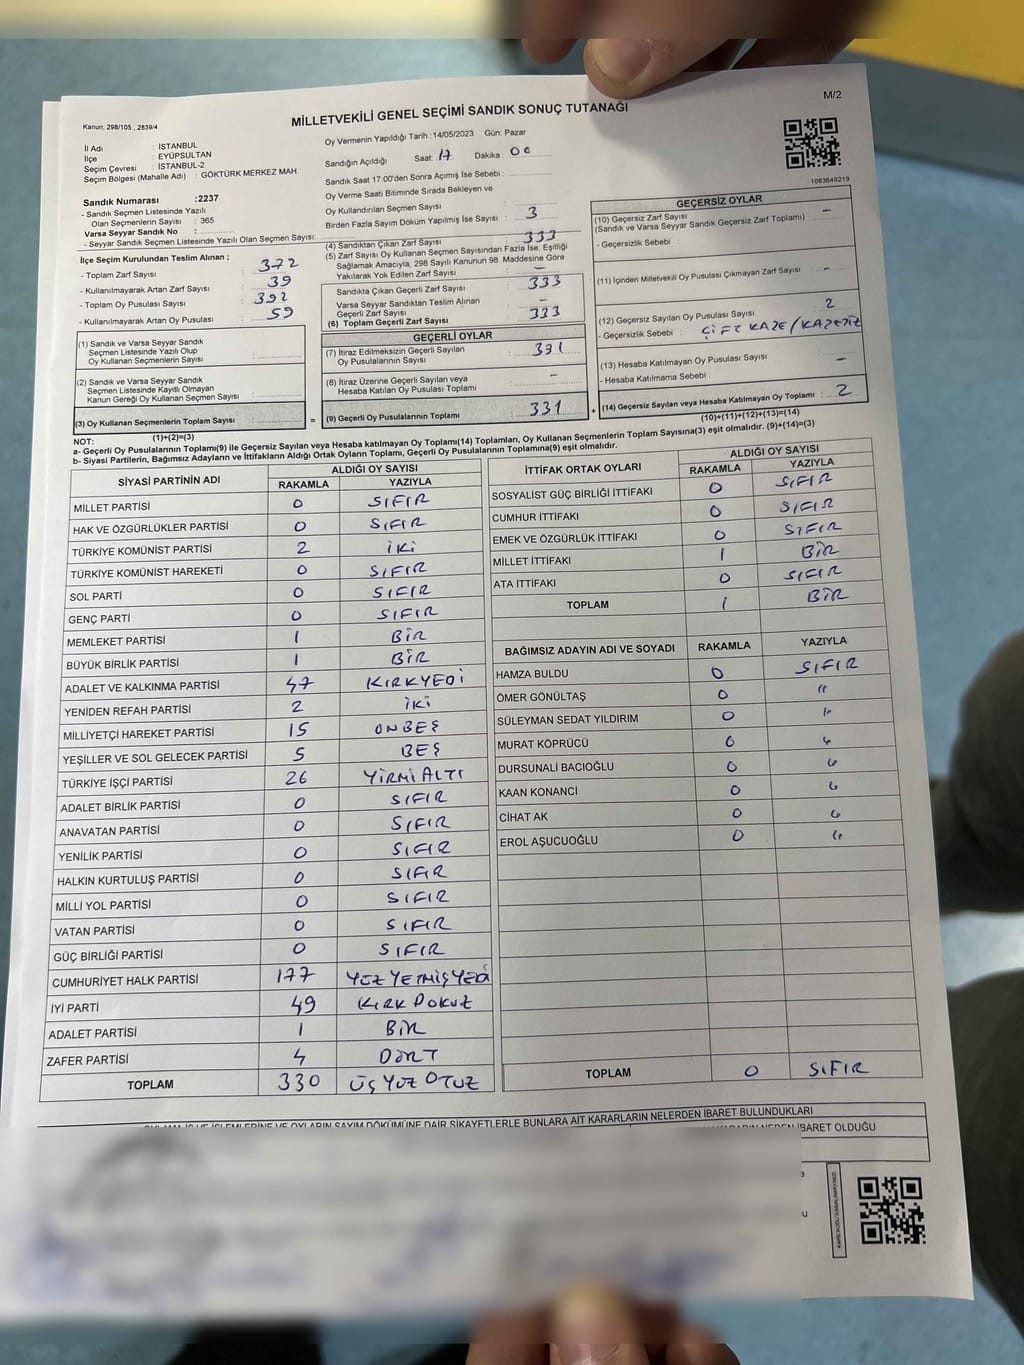 M/2
MİLLETVEKİLİ GENEL SEÇİMİ SANDIK SONUÇ TUTANAĞI
Kanun; 298/105 , 2839/4
İl Adı : İSTANBUL
İlçe : EYÜPSULTAN
Seçim Çevresi : İSTANBUL-2
Seçim Bölgesi (Mahalle Adı) : GÖKTÜRK MERKEZ MAH
Sandık Numarası :2237
- Sandık Seçmen Listesinde Yazılı
Olan Seçmenlerin Sayısı : 365
Varsa Seyyar Sandık No :
- Seyyar Sandık Seçmen Listesinde Yazılı Olan Seçmen Sayısı:
İlçe Seçim Kurulundan Teslim Alınan ;
- Toplam Zarf Sayısı : 372
- Kullanılmayarak Artan Zarf Sayısı : 39
- Toplam Oy Pusulası Sayısı : 392
- Kullanılmayarak Artan Oy Pusulası : 59
(1) Sandık ve Varsa Seyyar Sandık
Seçmen Listesinde Yazılı Olup
Oy Kullanan Seçmenlerin Sayısı :
(2) Sandık ve Varsa Seyyar Sandık
Seçmen Listesinde Kayıtlı Olmayan
Kanun Gereği Oy Kullanan Seçmen Sayısı :
(3) Oy Kullanan Seçmenlerin Toplam Sayısı :
(1)+(2)=(3)
Oy Vermenin Yapıldığı Tarih :14/05/2023 Gün: Pazar
Sandığın Açıldığı Saat: 17 Dakika : 00
Sandık Saat 17:00'den Sonra Açımış İse Sebebi :
Oy Verme Saati Bitiminde Sırada Bekleyen ve
Oy Kullandırılan Seçmen Sayısı :
Birden Fazla Sayım Döküm Yapılmış İse Sayısı : 3
(4) Sandıktan Çıkan Zarf Sayısı : 333
(5) Zarf Sayısı Oy Kullanan Seçmen Sayısından Fazla İse, Eşitliği
Sağlamak Amacıyla, 298 Sayılı Kanunun 98. Maddesine Göre
Yakılarak Yok Edilen Zarf Sayısı : –
Sandıkta Çıkan Geçerli Zarf Sayısı : 333
Varsa Seyyar Sandıktan Teslim Alınan
Geçerli Zarf Sayısı : –
(6) Toplam Geçerli Zarf Sayısı : 333
GEÇERLİ OYLAR
(7) İtiraz Edilmeksizin Geçerli Sayılan
Oy Pusulalarının Sayısı : 331
(8) İtiraz Üzerine Geçerli Sayılan veya
Hesaba Katılan Oy Pusulası Toplamı : –
= (9) Geçerli Oy Pusulalarının Toplamı : 331 +
1083649219
GEÇERSİZ OYLAR
(10) Geçersiz Zarf Sayısı : –
(Sandık ve Varsa Seyyar Sandık Geçersiz Zarf Toplamı)
- Geçersizlik Sebebi :
(11) İçinden Milletvekili Oy Pusulası Çıkmayan Zarf Sayısı : –
(12) Geçersiz Sayılan Oy Pusulası Sayısı : 2
- Geçersizlik Sebebi : ÇİFT KAŞE/KAŞESİZ
(13) Hesaba Katılmayan Oy Pusulası Sayısı : –
- Hesaba Katılmama Sebebi :
(14) Geçersiz Sayılan veya Hesaba Katılmayan Oy Toplamı : 2
(10)+(11)+(12)+(13)=(14)
NOT:
a- Geçerli Oy Pusulalarının Toplamı(9) ile Geçersiz Sayılan veya Hesaba katılmayan Oy Toplamı(14) Toplamları, Oy Kullanan Seçmenlerin Toplam Sayısına(3) eşit olmalıdır. (9)+(14)=(3)
b- Siyasi Partilerin, Bağımsız Adayların ve İttifakların Aldığı Ortak Oyların Toplamı, Geçerli Oy Pusulalarının Toplamına(9) eşit olmalıdır.
SİYASİ PARTİNİN ADI ALDIĞI OY SAYISI
RAKAMLA YAZIYLA
MİLLET PARTİSİ 0 SIFIR
HAK VE ÖZGÜRLÜKLER PARTİSİ 0 SIFIR
TÜRKİYE KOMÜNİST PARTİSİ 2 İKİ
TÜRKİYE KOMÜNİST HAREKETİ 0 SIFIR
SOL PARTİ 0 SIFIR
GENÇ PARTİ 0 SIFIR
MEMLEKET PARTİSİ 1 BİR
BÜYÜK BİRLİK PARTİSİ 1 BİR
ADALET VE KALKINMA PARTİSİ 47 KIRKYEDİ
YENİDEN REFAH PARTİSİ 2 İKİ
MİLLİYETÇİ HAREKET PARTİSİ 15 ONBEŞ
YEŞİLLER VE SOL GELECEK PARTİSİ 5 BEŞ
TÜRKİYE İŞÇİ PARTİSİ 26 YİRMİALTI
ADALET BİRLİK PARTİSİ 0 SIFIR
ANAVATAN PARTİSİ 0 SIFIR
YENİLİK PARTİSİ 0 SIFIR
HALKIN KURTULUŞ PARTİSİ 0 SIFIR
MİLLİ YOL PARTİSİ 0 SIFIR
VATAN PARTİSİ 0 SIFIR
GÜÇ BİRLİĞİ PARTİSİ 0 SIFIR
CUMHURİYET HALK PARTİSİ 177 YÜZ YETMİŞYEDİ
İYİ PARTİ 49 KIRK DOKUZ
ADALET PARTİSİ 1 BİR
ZAFER PARTİSİ 4 DÖRT
TOPLAM 330 ÜÇ YÜZ OTUZ
İTTİFAK ORTAK OYLARI ALDIĞI OY SAYISI
RAKAMLA YAZIYLA
SOSYALİST GÜÇ BİRLİĞİ İTTİFAKI 0 SIFIR
CUMHUR İTTİFAKI 0 SIFIR
EMEK VE ÖZGÜRLÜK İTTİFAKI 0 SIFIR
MİLLET İTTİFAKI 1 BİR
ATA İTTİFAKI 0 SIFIR
TOPLAM 1 BİR
BAĞIMSIZ ADAYIN ADI VE SOYADI RAKAMLA YAZIYLA
HAMZA BULDU 0 SIFIR
ÖMER GÖNÜLTAŞ 0 "
SÜLEYMAN SEDAT YILDIRIM 0 "
MURAT KÖPRÜCÜ 0 "
DURSUNALİ BACIOĞLU 0 "
KAAN KONANCİ 0 "
CİHAT AK 0 "
EROL AŞUCUOĞLU 0 "
TOPLAM 0 SIFIR
SAYIM DÖKÜMÜNE DAİR ŞİKAYETLERLE BUNLARA AİT KARARLARIN NELERDEN İBARET BULUNDUKLARI
İBARET OLDUĞU